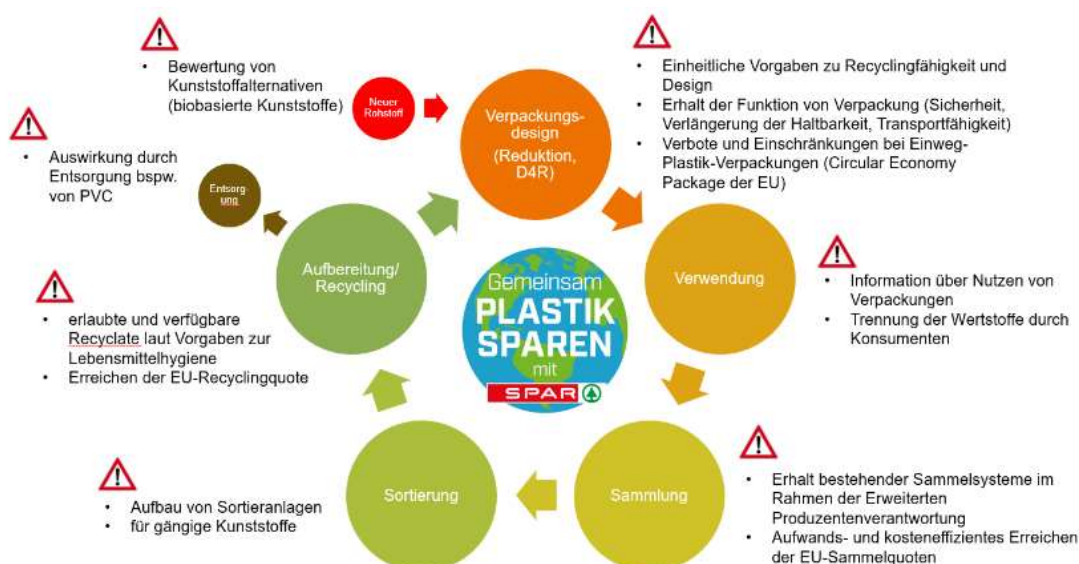 • Bewertung von
Kunststoffalternativen
(biobasierte Kunststoffe)
Neuer
Rohstoff
Verpackungs-
design
(Reduktion,
D4R)
• Einheitliche Vorgaben zu Recyclingfähigkeit und
Design
• Erhalt der Funktion von Verpackung (Sicherheit,
Verlängerung der Haltbarkeit, Transportfähigkeit)
• Verbote und Einschränkungen bei Einweg-
Plastik-Verpackungen (Circular Economy
Package der EU)
• Auswirkung durch
Entsorgung bspw.
von PVC
Entsorg-
ung
Aufbereitung/
Recycling
Gemeinsam
PLASTIK
SPAREN
mit
SPAR
Verwendung
• Information über Nutzen von
Verpackungen
• Trennung der Wertstoffe durch
Konsumenten
• erlaubte und verfügbare
Recyclate laut Vorgaben zur
Lebensmittelhygiene
• Erreichen der EU-Recyclingquote
Sortierung
Sammlung
• Aufbau von Sortieranlagen
• für gängige Kunststoffe
• Erhalt bestehender Sammelsysteme im
Rahmen der Erweiterten
Produzentenverantwortung
• Aufwands- und kosteneffizientes Erreichen
der EU-Sammelquoten